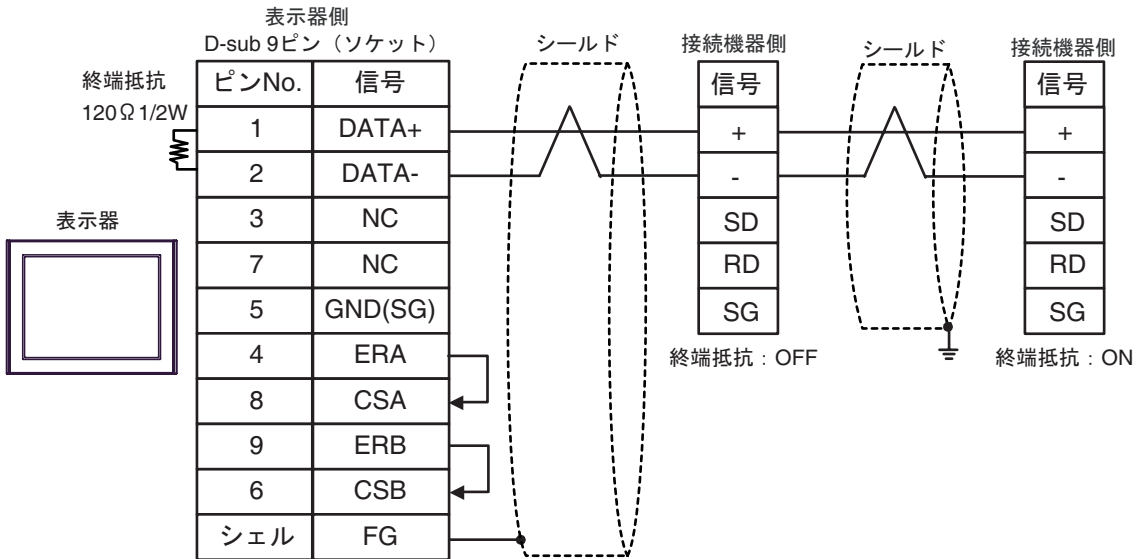 表示器側
D-sub 9ピン（ソケット）
シールド
接続機器側
シールド
接続機器側
終端抵抗
120Ω 1/2W
ピンNo. 信号
1 DATA+
2 DATA-
3 NC
7 NC
5 GND(SG)
4 ERA
8 CSA
9 ERB
6 CSB
シェル FG
表示器
信号
+
-
SD
RD
SG
終端抵抗：OFF
信号
+
-
SD
RD
SG
終端抵抗：ON